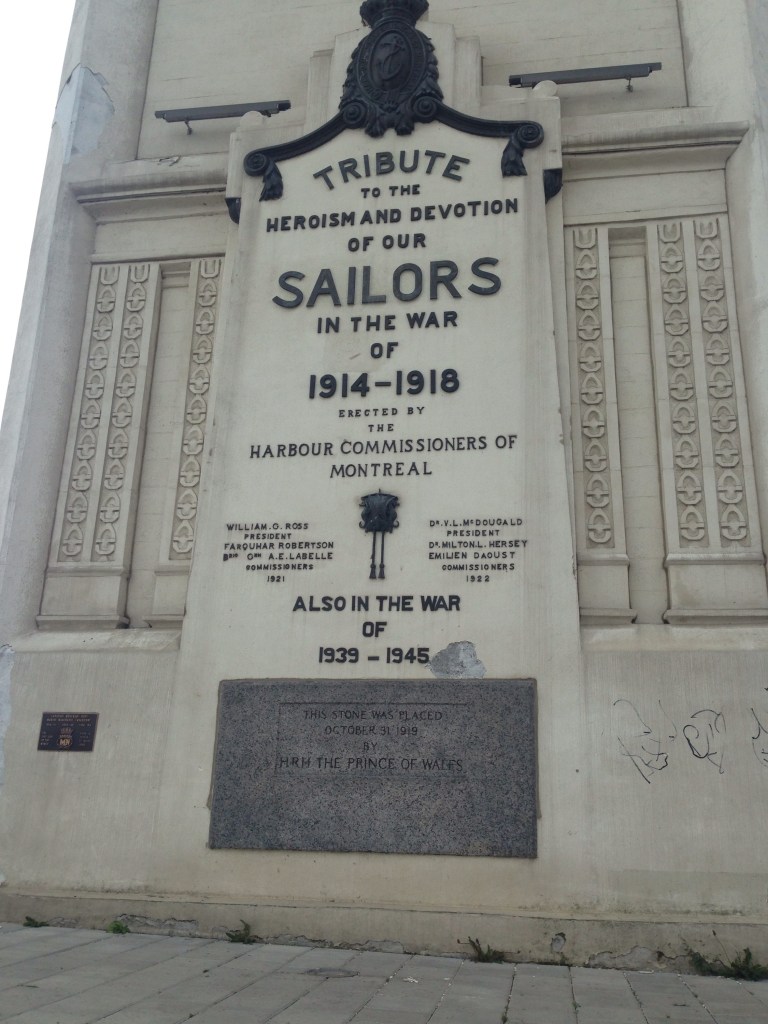 TRIBUTE
TO THE
HEROISM AND DEVOTION
OF OUR
SAILORS
IN THE WAR
OF
1914-1918
ERECTED BY
THE
HARBOUR COMMISSIONERS OF
MONTREAL
WILLIAM. O. ROSS
PRESIDENT
FARQUHAR ROBERTSON
BRIG GEN A.E. LABELLE
COMMISSIONERS
1921
DR. V.L. McDOUGALD
PRESIDENT
DR. MILTON. L. HERSEY
EMILIEN DAOUST
COMMISSIONERS
1922
ALSO IN THE WAR
OF
1939 - 1945
THIS STONE WAS PLACED
OCTOBER 31 1919
BY
H.R.H THE PRINCE OF WALES